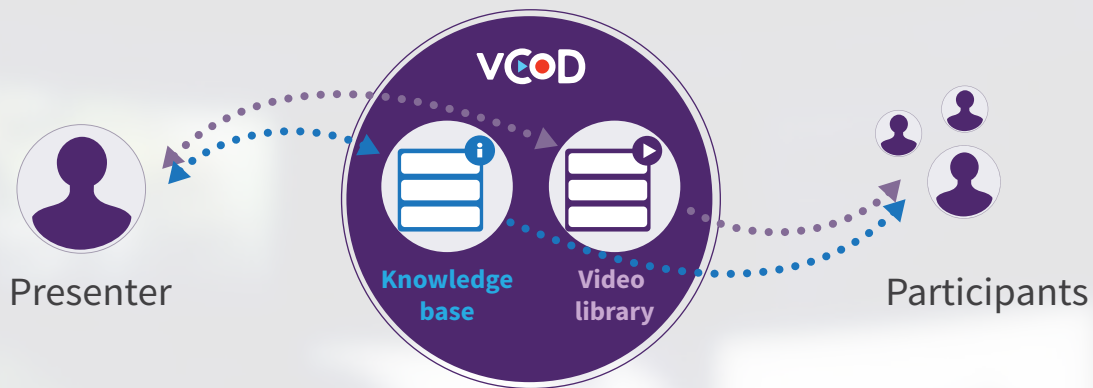 VCOD
i
Knowledge
base
Video
library
Presenter
Participants